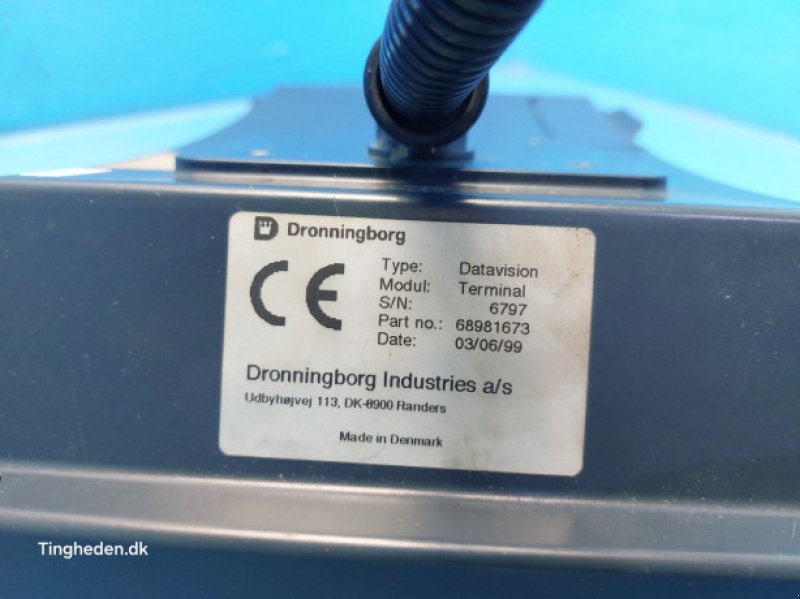 Dronningborg
CE
Type: Datavision
Modul: Terminal
S/N: 6797
Part no.: 68981673
Date: 03/06/99
Dronningborg Industries a/s
Udbyhøjvej 113, DK-8900 Randers
Made in Denmark
Tingheden.dk